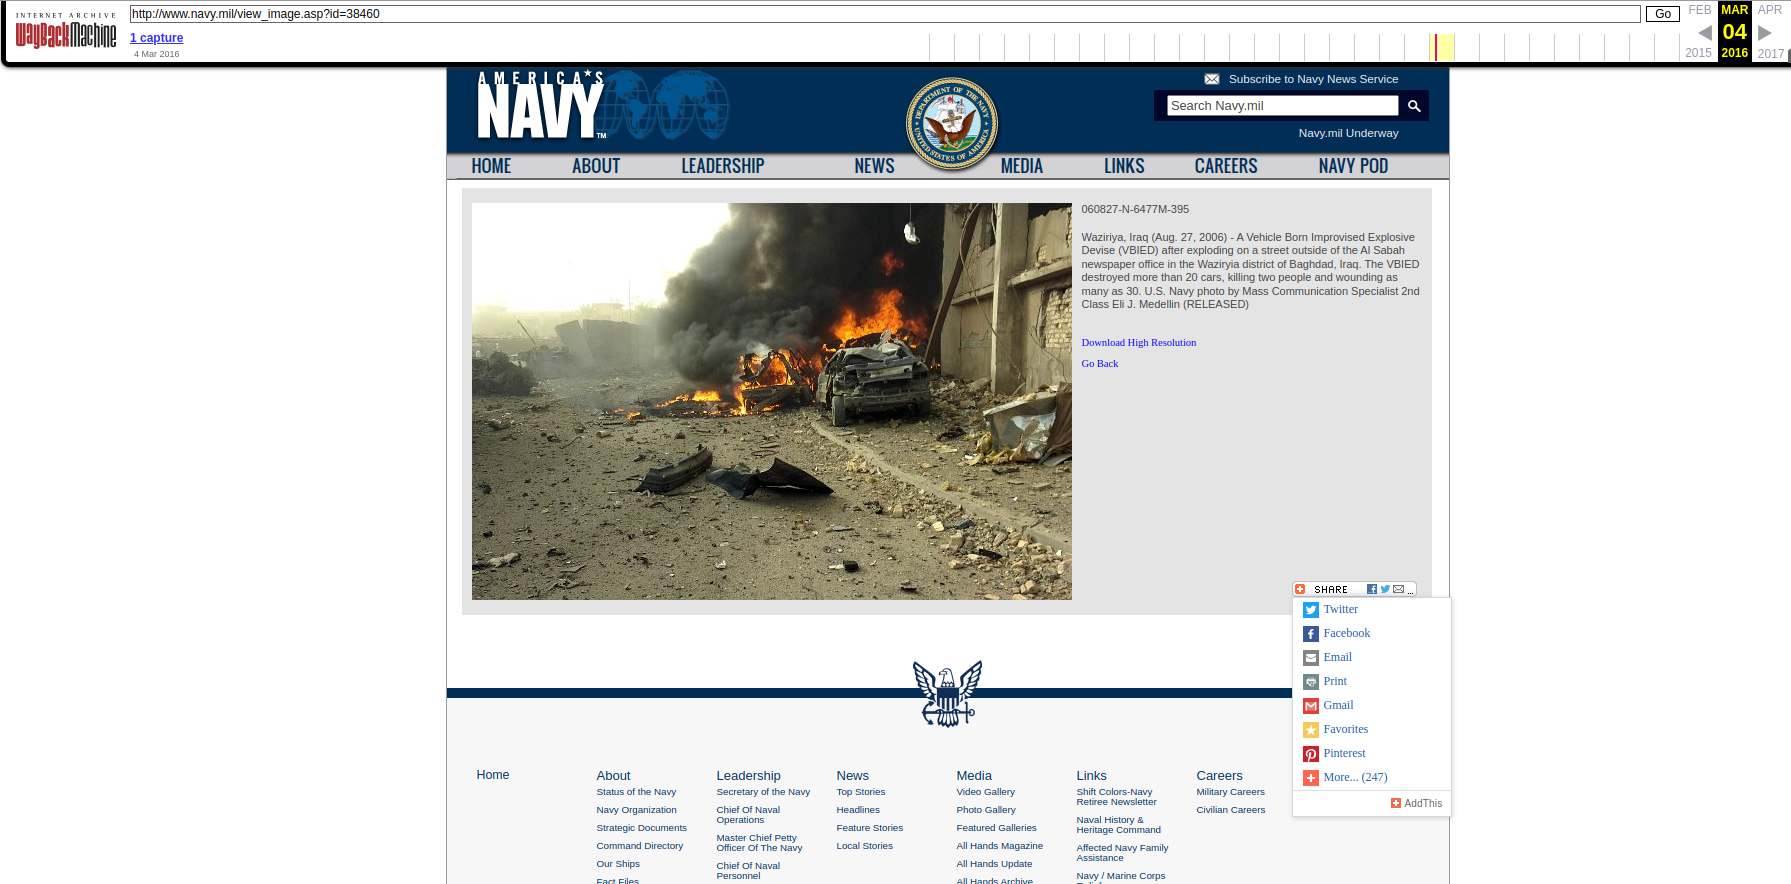 INTERNET ARCHIVE
WayBackMachine
http://www.navy.mil/view_image.asp?id=38460
Go
FEB
MAR
APR
1 capture
04
4 Mar 2016
2015
2016
2017
AMERICA'S
NAVY
TM
DEPARTMENT OF THE NAVY
UNITED STATES OF AMERICA
Subscribe to Navy News Service
Search Navy.mil
Navy.mil Underway
HOME
ABOUT
LEADERSHIP
NEWS
MEDIA
LINKS
CAREERS
NAVY POD
060827-N-6477M-395
Waziriya, Iraq (Aug. 27, 2006) - A Vehicle Born Improvised Explosive
Devise (VBIED) after exploding on a street outside of the Al Sabah
newspaper office in the Waziryia district of Baghdad, Iraq. The VBIED
destroyed more than 20 cars, killing two people and wounding as
many as 30. U.S. Navy photo by Mass Communication Specialist 2nd
Class Eli J. Medellin (RELEASED)
Download High Resolution
Go Back
SHARE
...
Twitter
Facebook
Email
Print
Gmail
Favorites
Pinterest
More... (247)
AddThis
Home
About
Status of the Navy
Navy Organization
Strategic Documents
Command Directory
Our Ships
Fact Files
Leadership
Secretary of the Navy
Chief Of Naval
Operations
Master Chief Petty
Officer Of The Navy
Chief Of Naval
Personnel
News
Top Stories
Headlines
Feature Stories
Local Stories
Media
Video Gallery
Photo Gallery
Featured Galleries
All Hands Magazine
All Hands Update
All Hands Archive
Links
Shift Colors-Navy
Retiree Newsletter
Naval History &
Heritage Command
Affected Navy Family
Assistance
Navy / Marine Corps
Careers
Military Careers
Civilian Careers